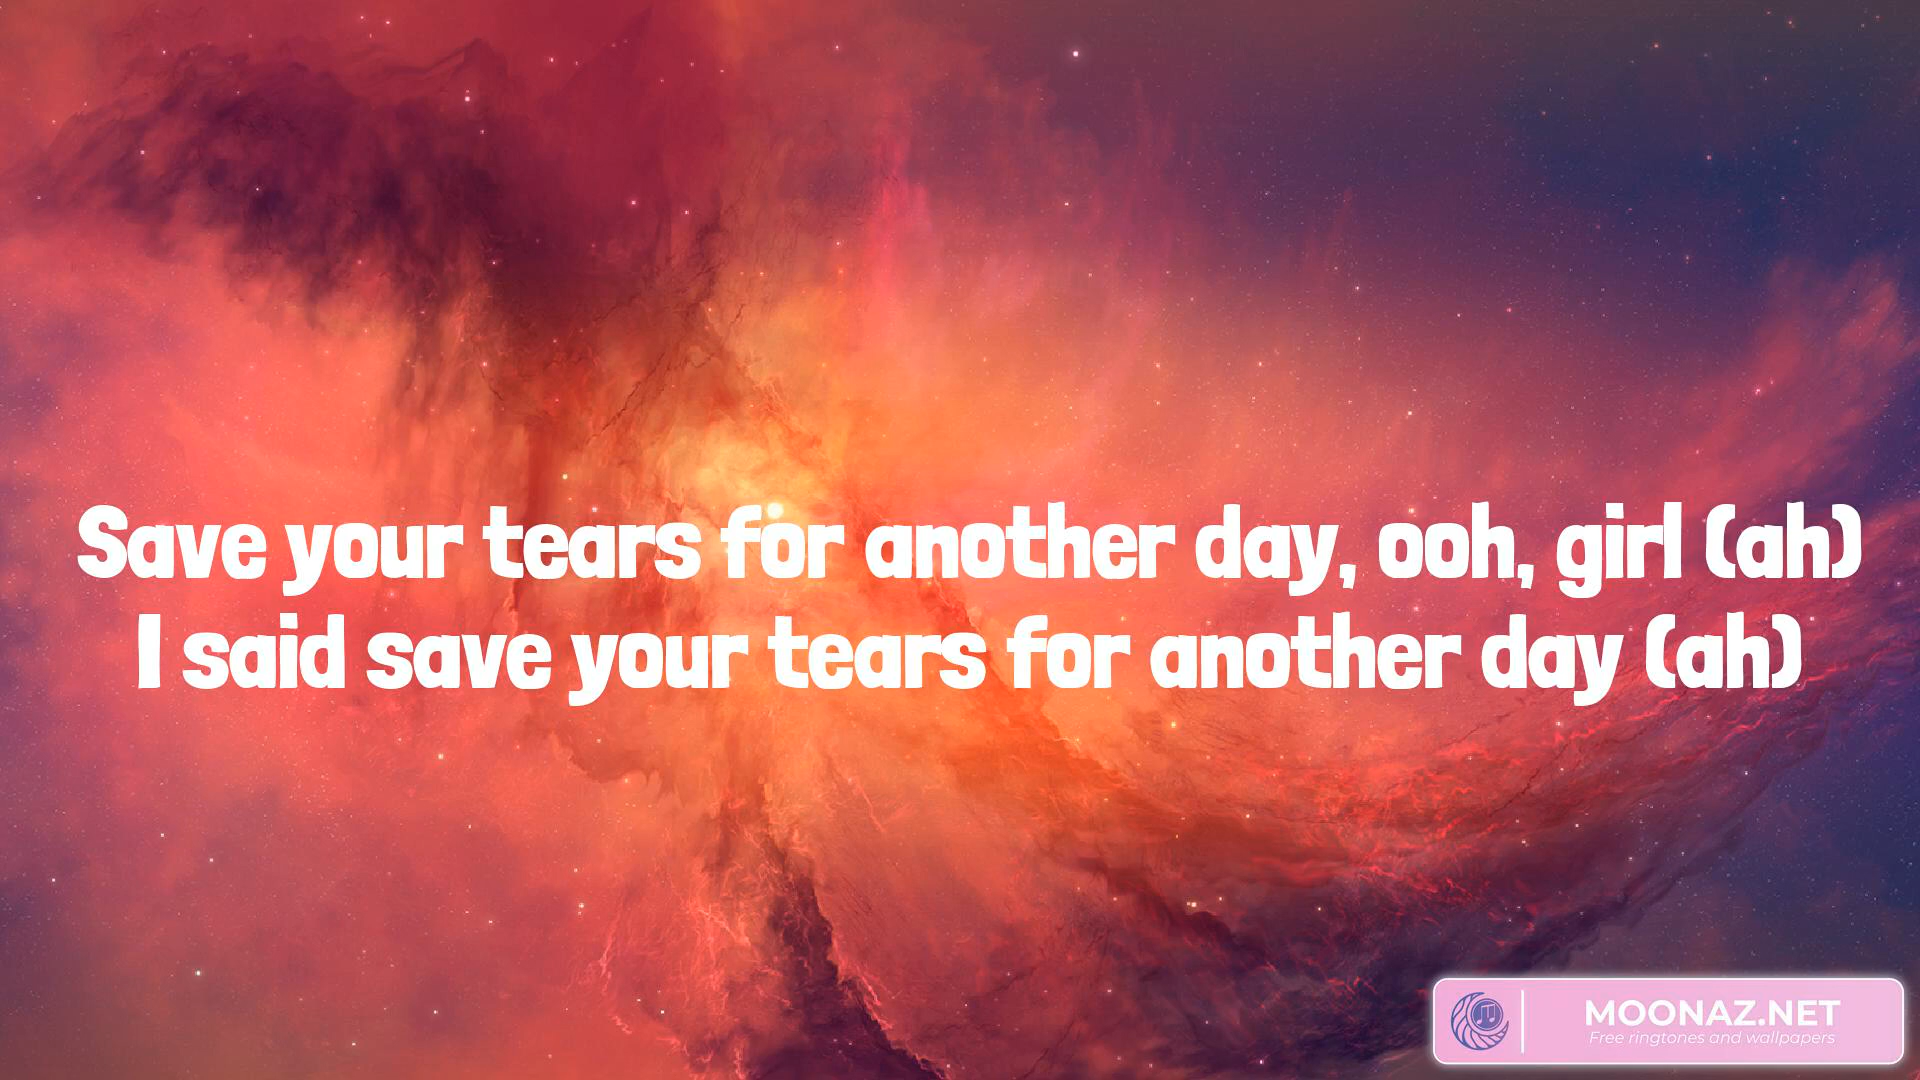 Save your tears for another day, ooh, girl (ah)
I said save your tears for another day (ah)
MOONAZ.NET
Free ringtones and wallpapers